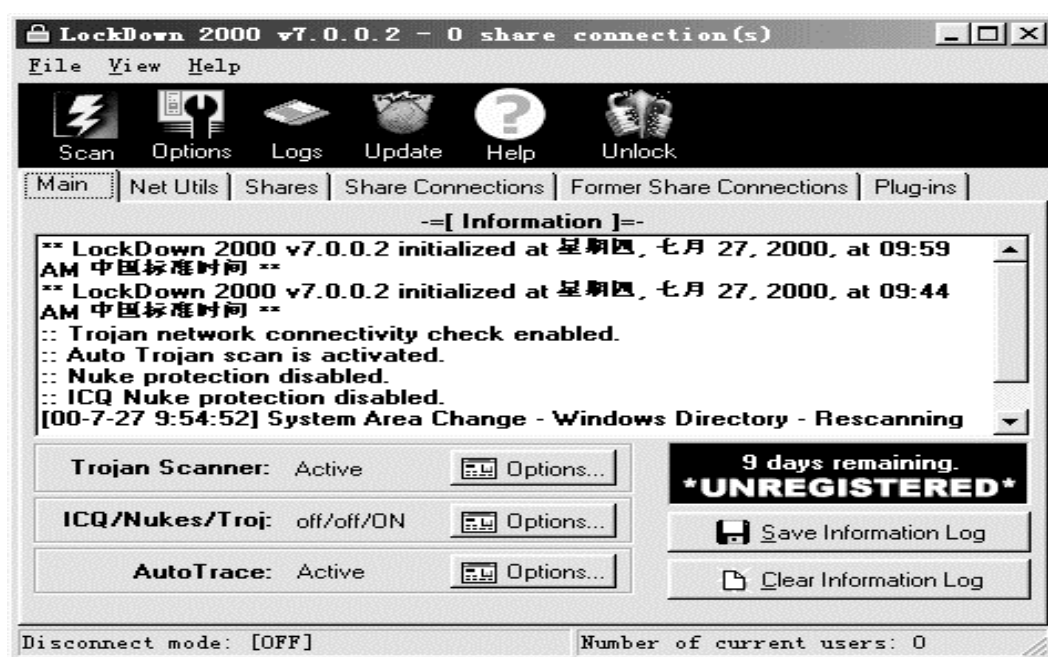 LockDown 2000 v7.0.0.2 - 0 share connection(s)
File View Help
Scan Options Logs Update Help Unlock
Main Net Utils Shares Share Connections Former Share Connections Plug-ins
-=[ Information ]=-
** LockDown 2000 v7.0.0.2 initialized at 星期四, 七月 27, 2000, at 09:59
AM 中国标准时间 **
** LockDown 2000 v7.0.0.2 initialized at 星期四, 七月 27, 2000, at 09:44
AM 中国标准时间 **
:: Trojan network connectivity check enabled.
:: Auto Trojan scan is activated.
:: Nuke protection disabled.
:: ICQ Nuke protection disabled.
[00-7-27 9:54:52] System Area Change - Windows Directory - Rescanning
Trojan Scanner: Active Options...
9 days remaining.
*UNREGISTERED*
ICQ/Nukes/Troj: off/off/ON Options...
Save Information Log
AutoTrace: Active Options...
Clear Information Log
Disconnect mode: [OFF] Number of current users: 0